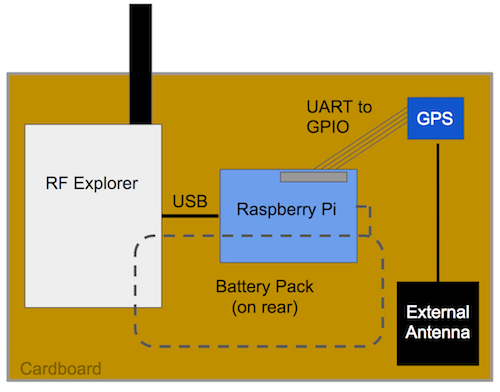 UART to
GPIO
GPS
RF Explorer
USB
Raspberry Pi
Battery Pack
(on rear)
External
Antenna
Cardboard